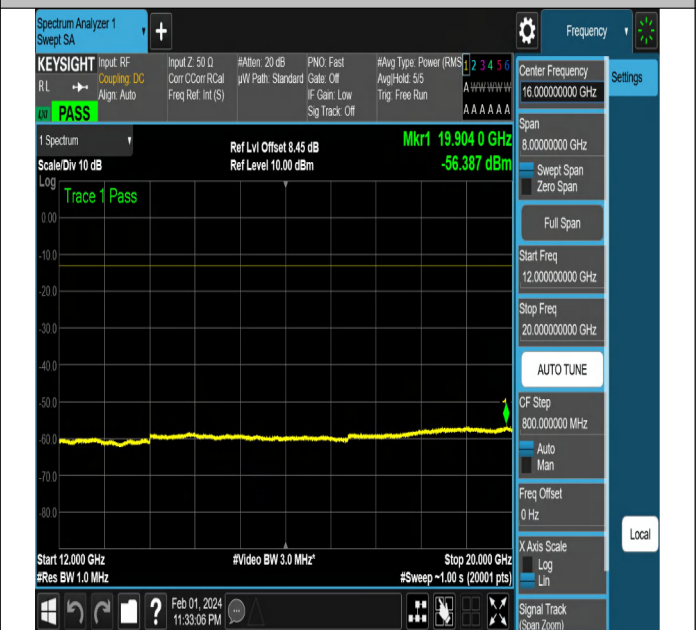 Spectrum Analyzer 1
Swept SA
Frequency
KEYSIGHT
RL
PASS
Input: RF
Coupling: DC
Align: Auto
Input Z: 50 Ω
Corr CCorr RCal
Freq Ref: Int (S)
#Atten: 20 dB
µW Path: Standard
PNO: Fast
Gate: Off
IF Gain: Low
Sig Track: Off
#Avg Type: Power (RMS
Avg|Hold: 5/5
Trig: Free Run
1 2 3 4 5 6
A W W W W W
A A A A A A
1 Spectrum
Scale/Div 10 dB
Ref Lvl Offset 8.45 dB
Ref Level 10.00 dBm
Mkr1 19.904 0 GHz
-56.387 dBm
Log
Trace 1 Pass
0.00
-10.0
-20.0
-30.0
-40.0
-50.0
1
-60.0
-70.0
-80.0
Start 12.000 GHz
#Res BW 1.0 MHz
#Video BW 3.0 MHz*
Stop 20.000 GHz
#Sweep ~1.00 s (20001 pts)
Feb 01, 2024
11:33:06 PM
Center Frequency
16.000000000 GHz
Settings
Span
8.00000000 GHz
Swept Span
Zero Span
Full Span
Start Freq
12.000000000 GHz
Stop Freq
20.000000000 GHz
AUTO TUNE
CF Step
800.000000 MHz
Auto
Man
Freq Offset
0 Hz
X Axis Scale
Log
Lin
Local
Signal Track
(Span Zoom)